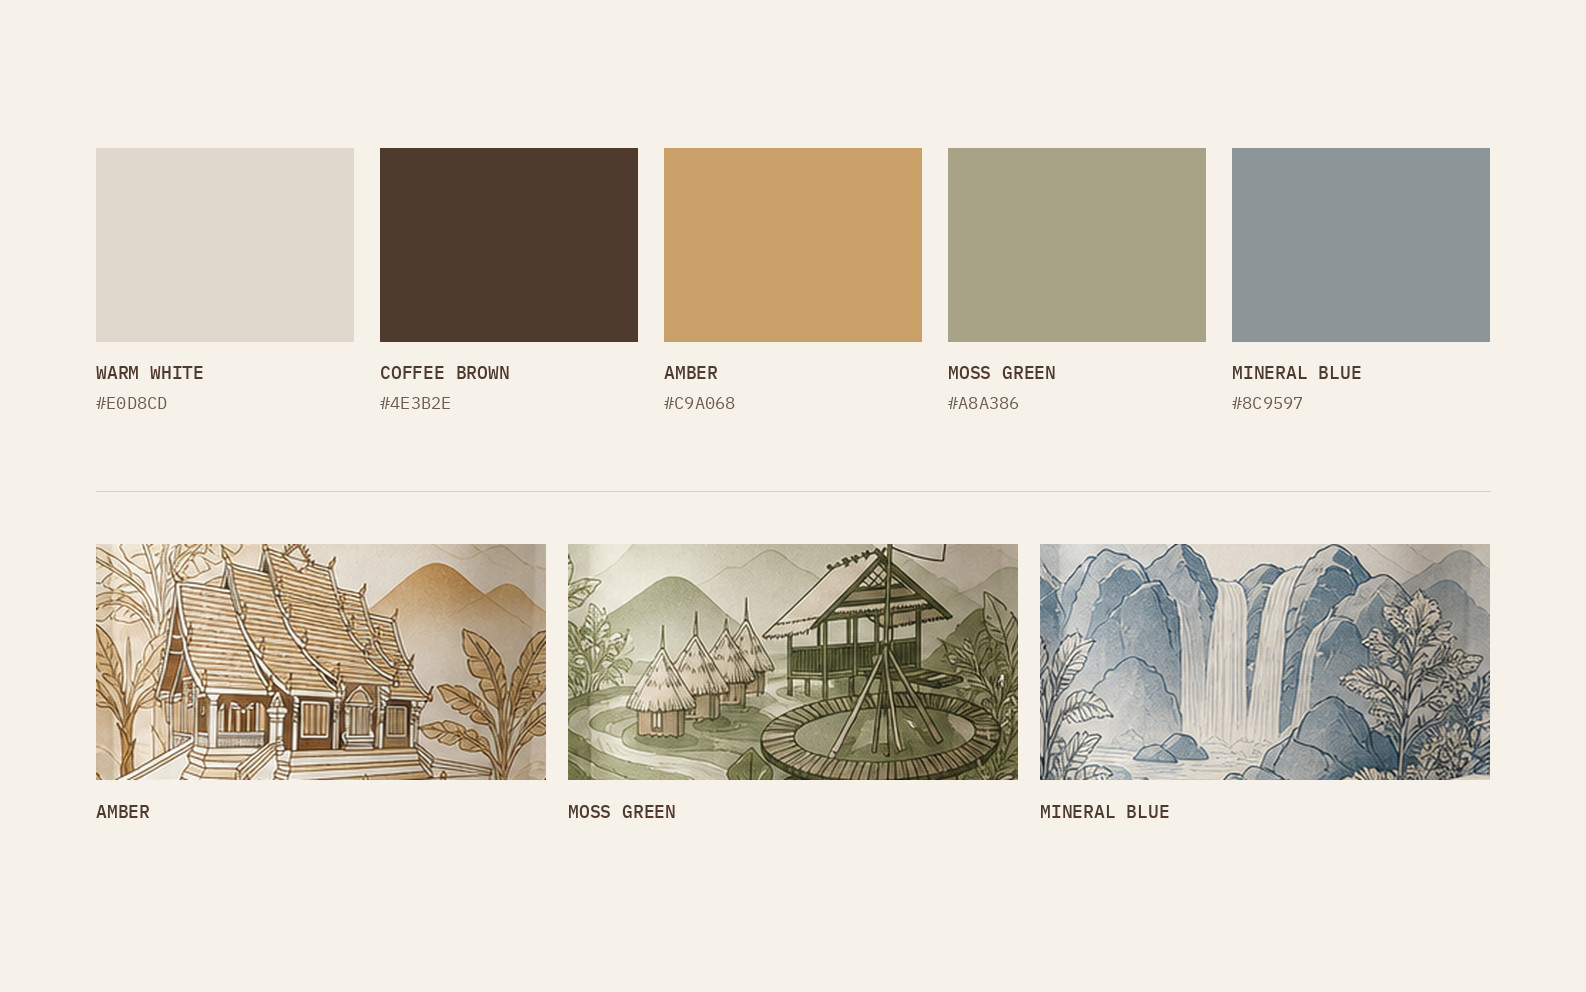 WARM WHITE
#E0D8CD
COFFEE BROWN
#4E3B2E
AMBER
#C9A068
MOSS GREEN
#A8A386
MINERAL BLUE
#8C9597
AMBER
MOSS GREEN
MINERAL BLUE